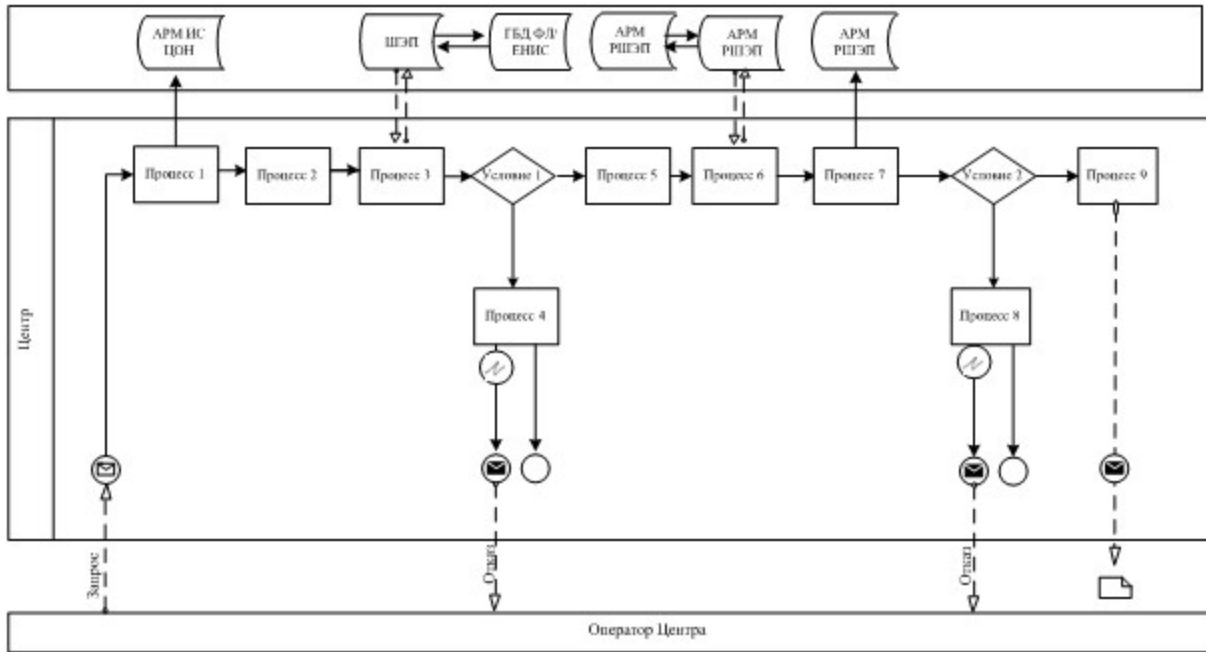 АРМ ИС
ЦОН
ШЭП
ГБД ФЛ/
ЕНИС
АРМ
РШЭП
АРМ
РШЭП
АРМ
РШЭП
Процесс 1
Процесс 2
Процесс 3
Условие 1
Процесс 5
Процесс 6
Процесс 7
Условие 2
Процесс 9
Процесс 4
Процесс 8
Центр
Запрос
Отказ
Отказ
Оператор Центра